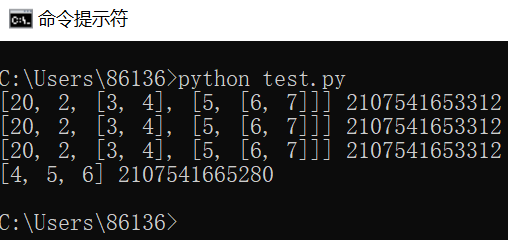 命令提示符
C:\Users\86136>python test.py
[20, 2, [3, 4], [5, [6, 7]]] 2107541653312
[20, 2, [3, 4], [5, [6, 7]]] 2107541653312
[20, 2, [3, 4], [5, [6, 7]]] 2107541653312
[4, 5, 6] 2107541665280
C:\Users\86136>